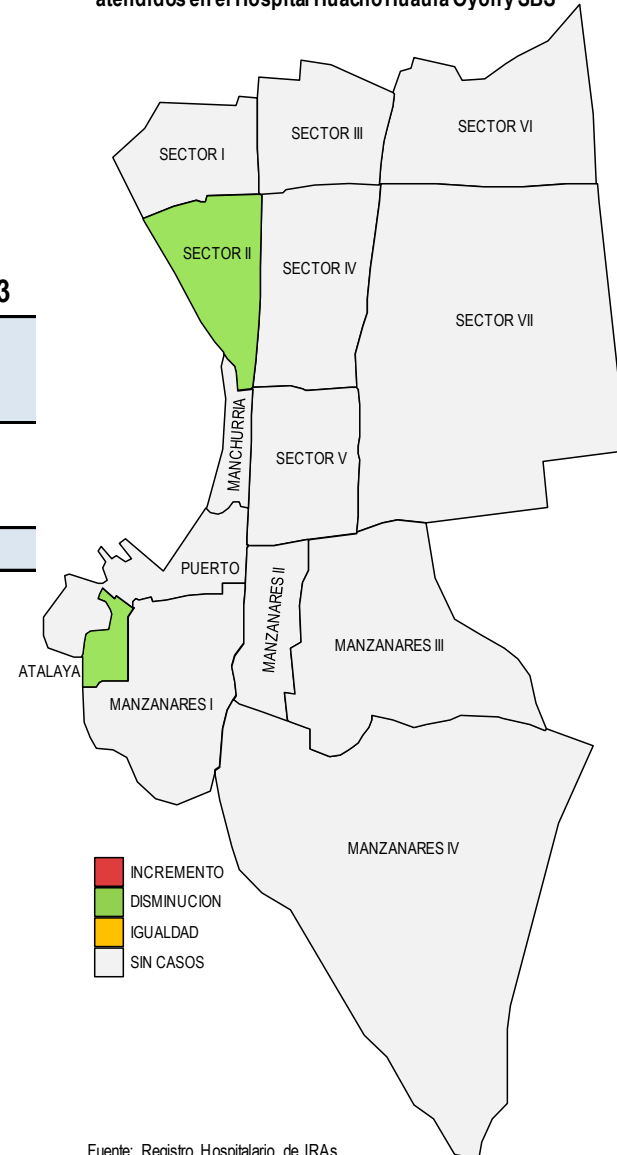 atendidos en el Hospital Huacho Huaura Oyon y SBS
SECTOR VI
SECTOR III
SECTOR I
SECTOR II
SECTOR IV
3
SECTOR VII
MANCHURRIA
SECTOR V
PUERTO
MANZANARES II
MANZANARES III
ATALAYA
MANZANARES I
MANZANARES IV
INCREMENTO
DISMINUCION
IGUALDAD
SIN CASOS
Fuente: Registro Hospitalario de IRAs